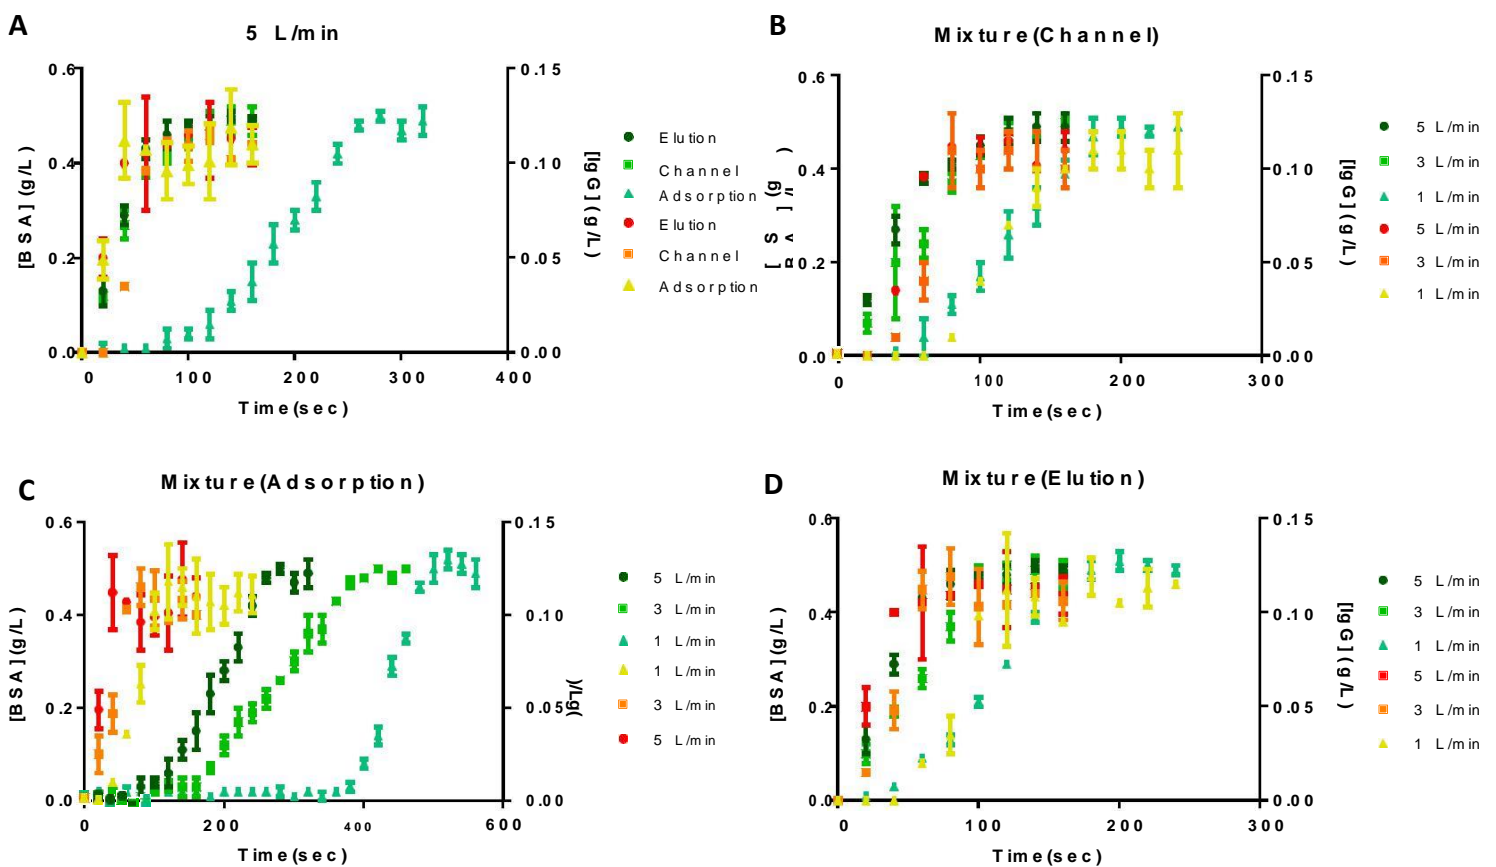 A
5 L/min
0.6
0.4
0.2
0.0
0.15
0.10
0.05
0.00
0
100
200
300
400
[BSA] (g/L)
[IgG] (g/L)
Time(sec)
Elution
Channel
Adsorption
Elution
Channel
Adsorption
B
Mixture(Channel)
0.6
0.4
0.2
0.0
0.15
0.10
0.05
0.00
0
100
200
300
[IgG] (g/L)
Time(sec)
5 L/min
3 L/min
1 L/min
5 L/min
3 L/min
1 L/min
C
Mixture(Adsorption)
0.6
0.4
0.2
0.0
0.15
0.10
0.05
0.00
0
200
400
600
[BSA] (g/L)
)/Lg(
Time(sec)
5 L/min
3 L/min
1 L/min
1 L/min
3 L/min
5 L/min
D
Mixture(Elution)
0.6
0.4
0.2
0.0
0.15
0.10
0.05
0.00
0
100
200
300
[BSA] (g/L)
[IgG] (g/L)
Time(sec)
5 L/min
3 L/min
1 L/min
5 L/min
3 L/min
1 L/min